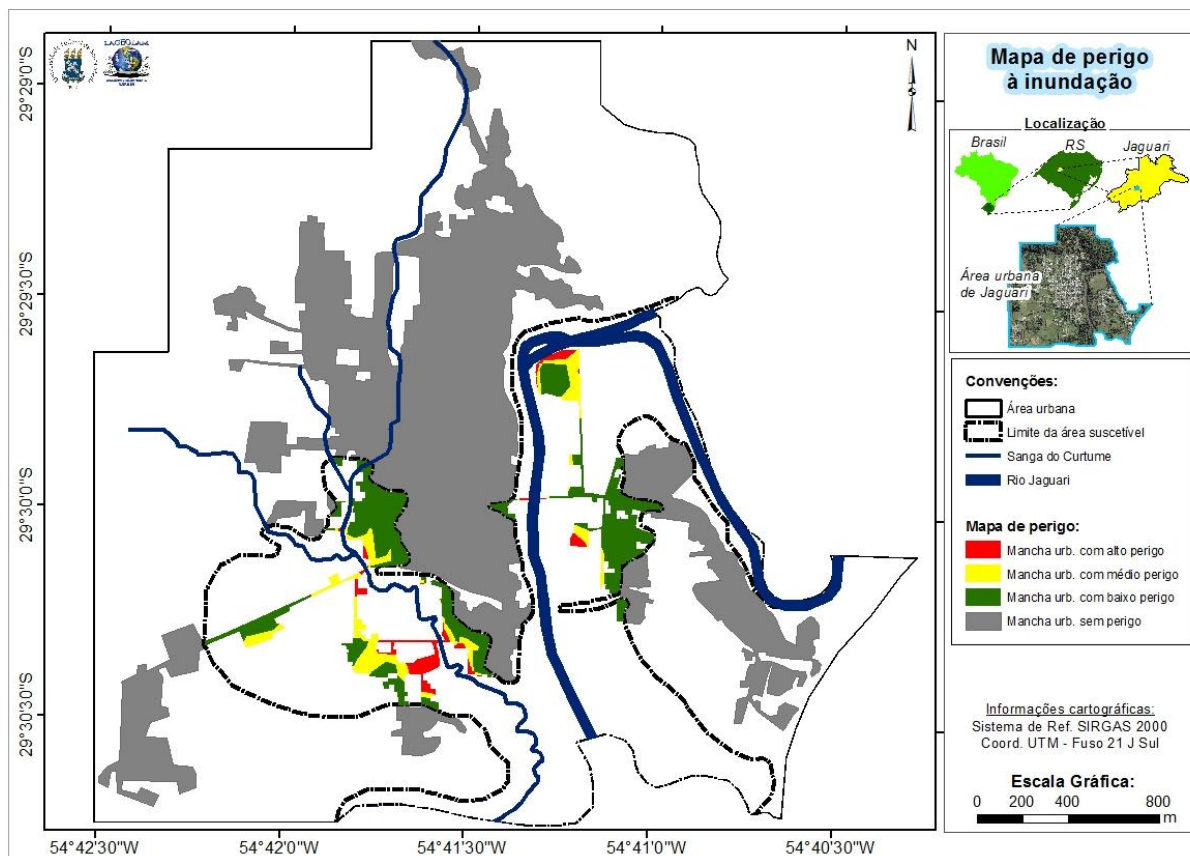 29°29'0"S
29°29'30"S
29°30'0"S
29°30'30"S
54°42'30"W
54°42'0"W
54°41'30"W
54°41'0"W
54°40'30"W
LAGEOLAM
N
S
Mapa de perigo
à inundação
Localização
Brasil
RS
Jaguari
Área urbana
de Jaguari
Convenções:
Área urbana
Limite da área suscetível
Sanga do Curtume
Rio Jaguari
Mapa de perigo:
Mancha urb. com alto perigo
Mancha urb. com médio perigo
Mancha urb. com baixo perigo
Mancha urb. sem perigo
Informações cartográficas:
Sistema de Ref. SIRGAS 2000
Coord. UTM - Fuso 21 J Sul
Escala Gráfica:
0 200 400 800
m